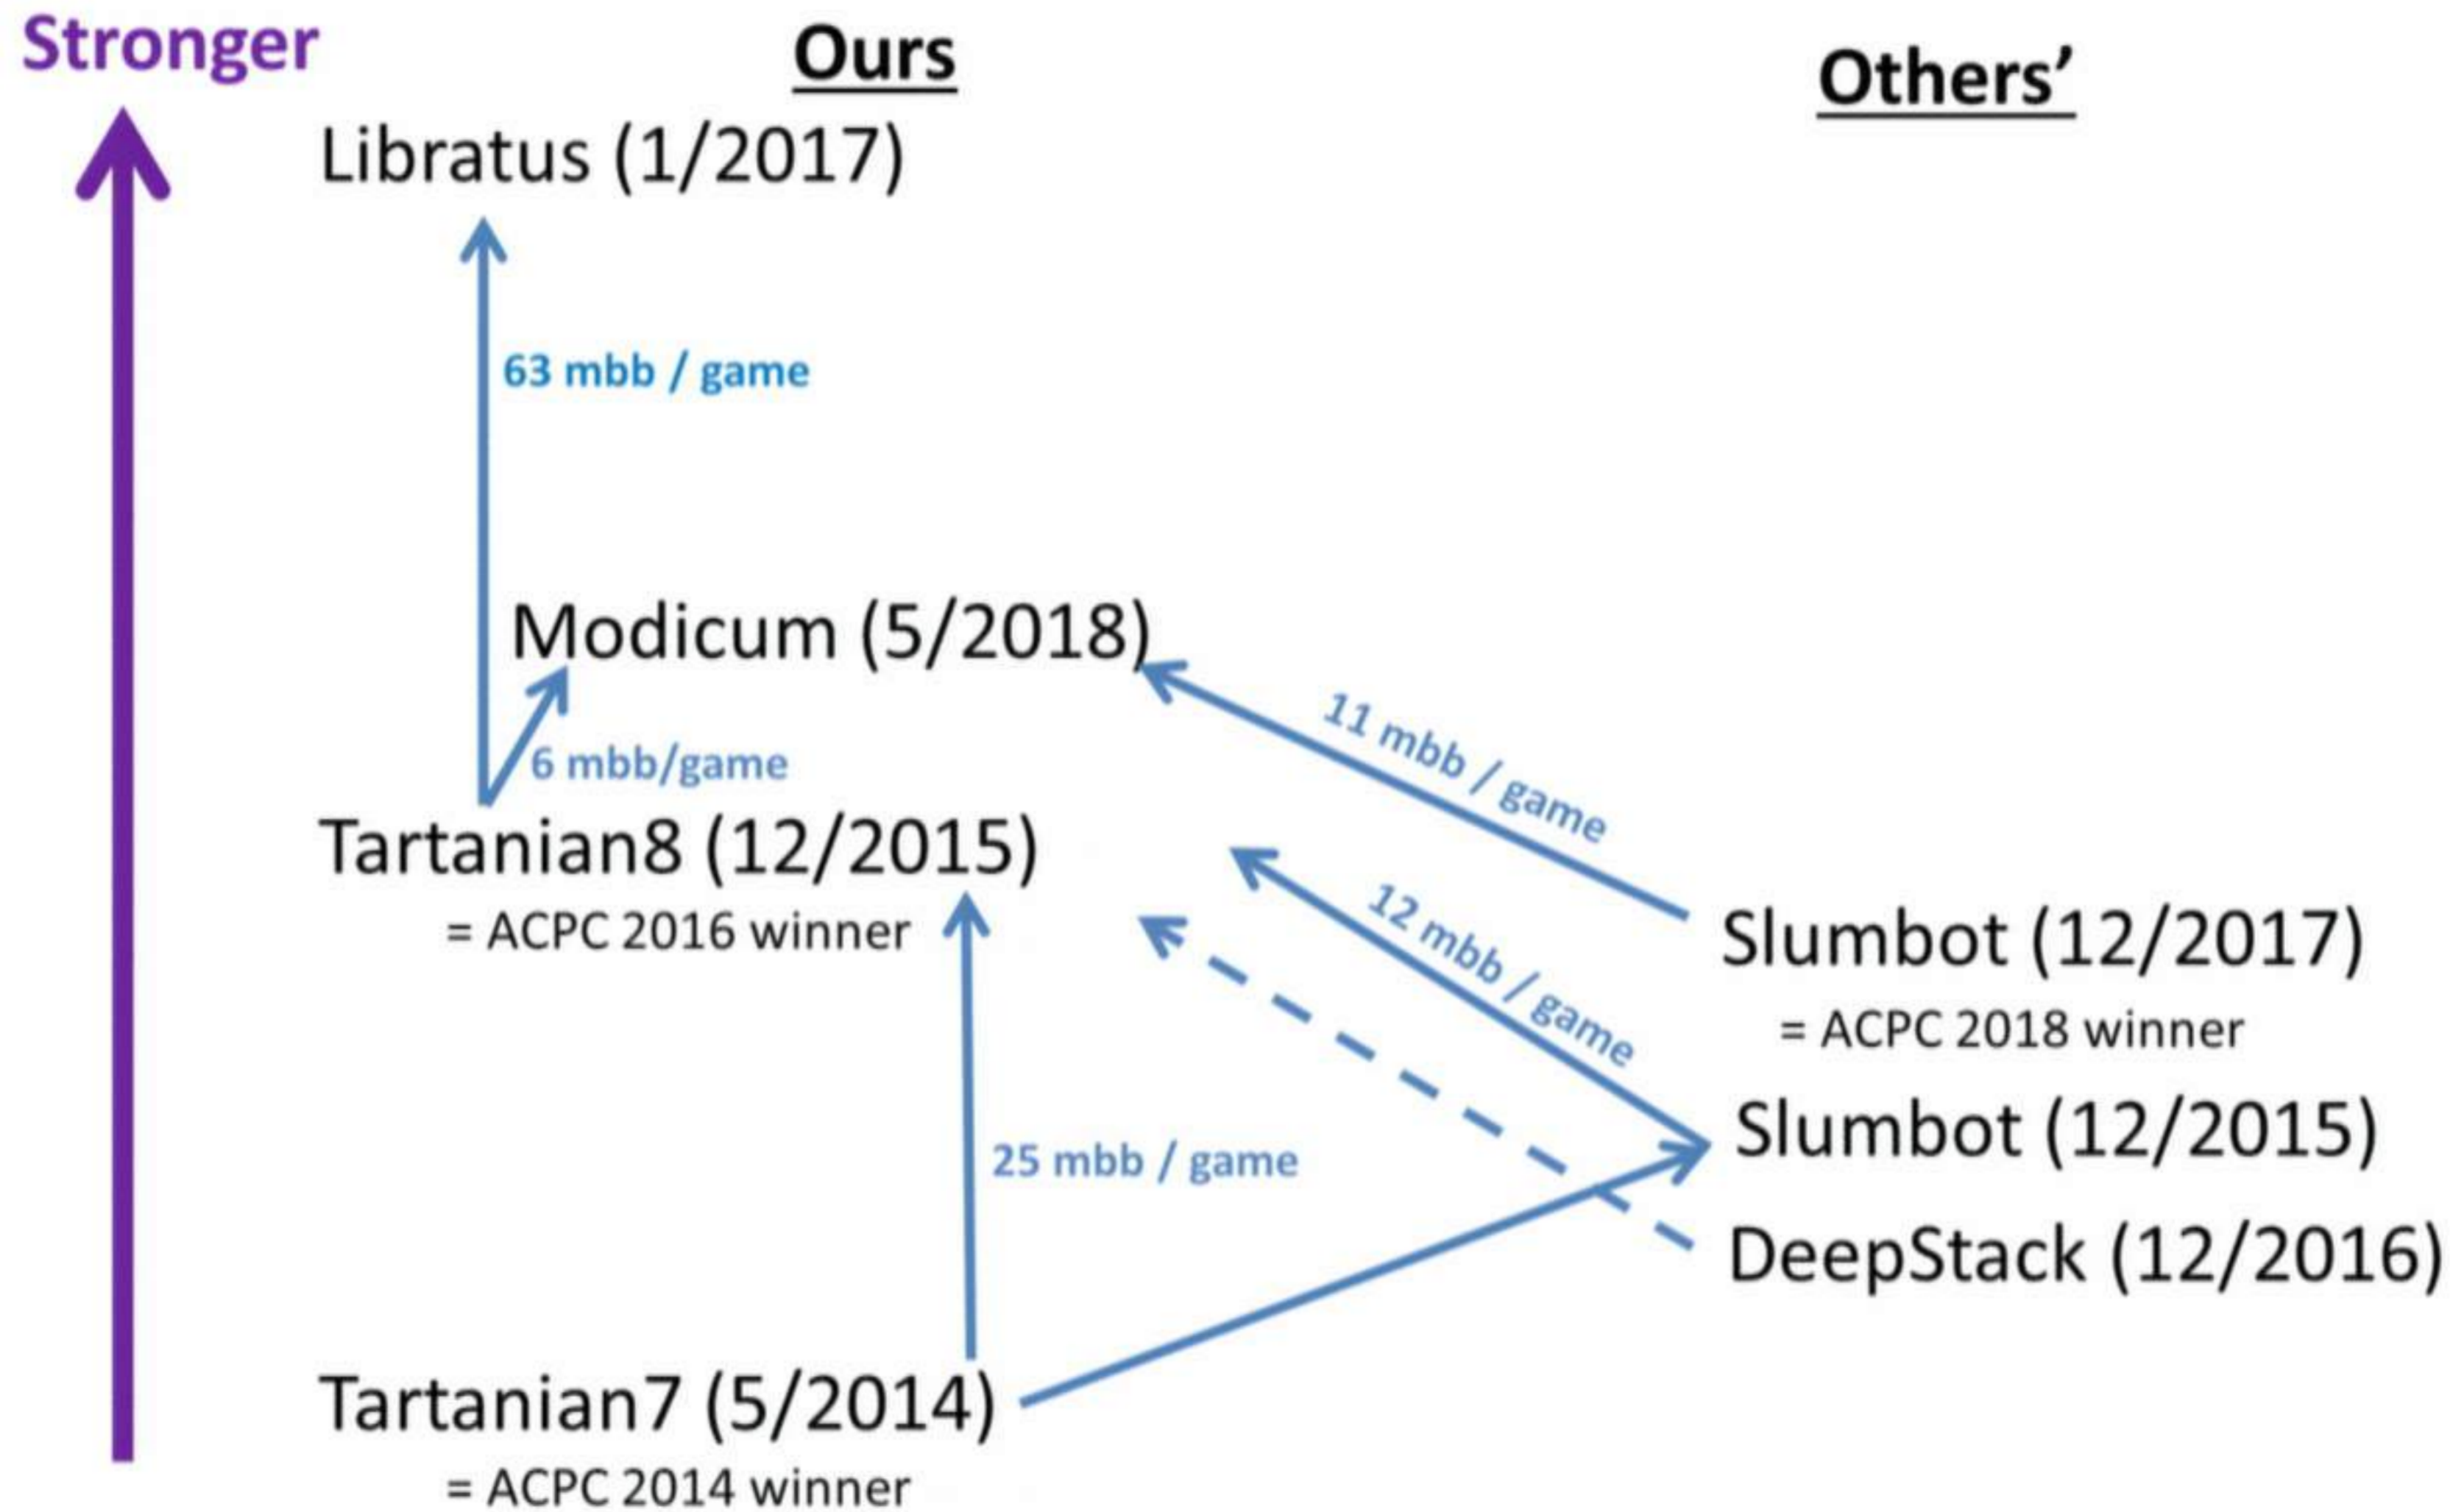 Stronger
Ours
Others’
Libratus (1/2017)
63 mbb / game
Modicum (5/2018)
11 mbb / game
6 mbb/game
Tartanian8 (12/2015)
= ACPC 2016 winner
12 mbb / game
Slumbot (12/2017)
= ACPC 2018 winner
Slumbot (12/2015)
25 mbb / game
DeepStack (12/2016)
Tartanian7 (5/2014)
= ACPC 2014 winner